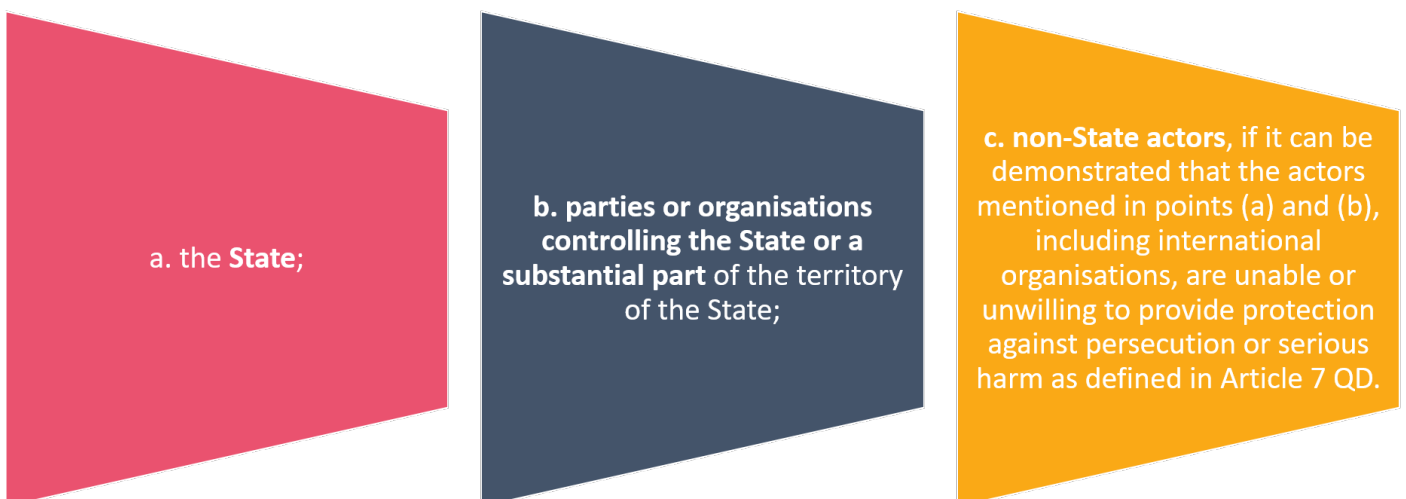 a. the State;
b. parties or organisations
controlling the State or a
substantial part of the territory
of the State;
c. non-State actors, if it can be
demonstrated that the actors
mentioned in points (a) and (b),
including international
organisations, are unable or
unwilling to provide protection
against persecution or serious
harm as defined in Article 7 QD.